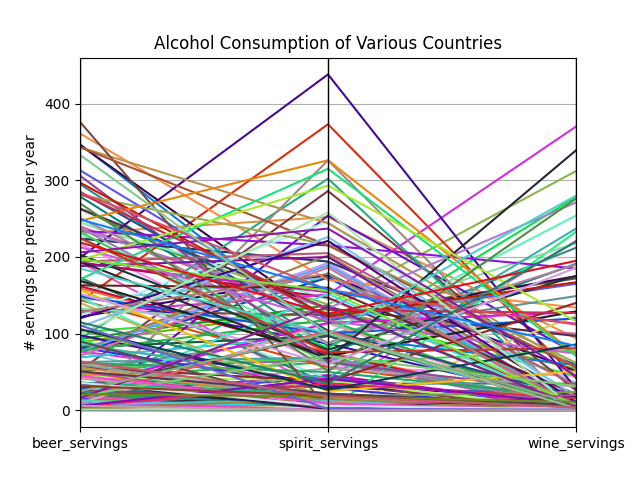 Alcohol Consumption of Various Countries
# servings per person per year
400
300
200
100
0
beer_servings
spirit_servings
wine_servings